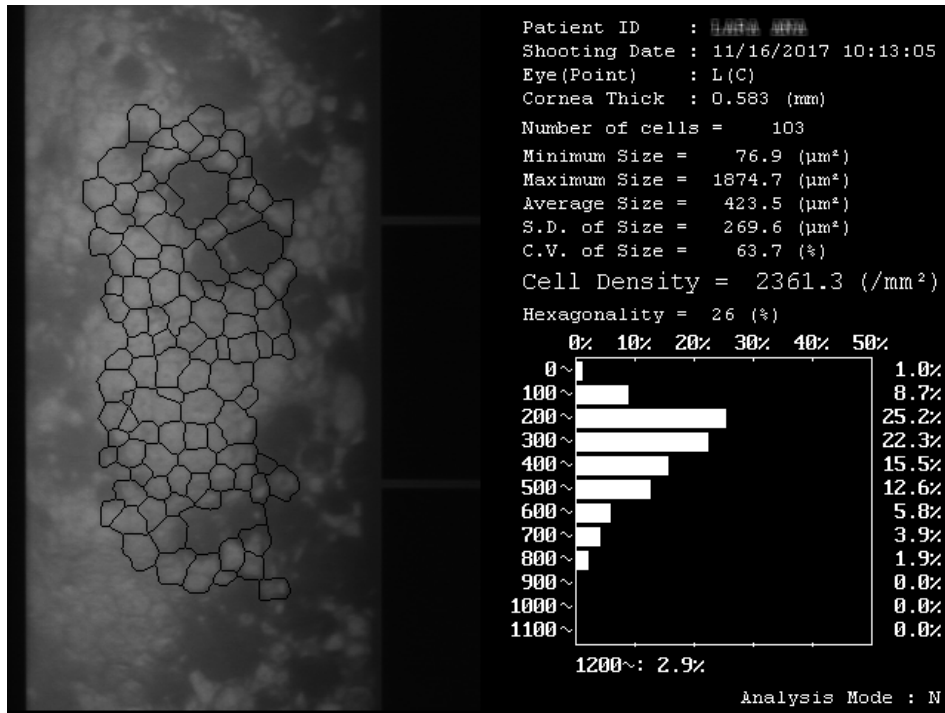 Patient ID :
Shooting Date : 11/16/2017 10:13:05
Eye(Point) : L(C)
Cornea Thick : 0.583 (mm)
Number of cells = 103
Minimum Size = 76.9 (µm²)
Maximum Size = 1874.7 (µm²)
Average Size = 423.5 (µm²)
S.D. of Size = 269.6 (µm²)
C.V. of Size = 63.7 (%)
Cell Density = 2361.3 (/mm²)
Hexagonality = 26 (%)
0% 10% 20% 30% 40% 50%
0~ 1.0%
100~ 8.7%
200~ 25.2%
300~ 22.3%
400~ 15.5%
500~ 12.6%
600~ 5.8%
700~ 3.9%
800~ 1.9%
900~ 0.0%
1000~ 0.0%
1100~ 0.0%
1200~: 2.9%
Analysis Mode : N